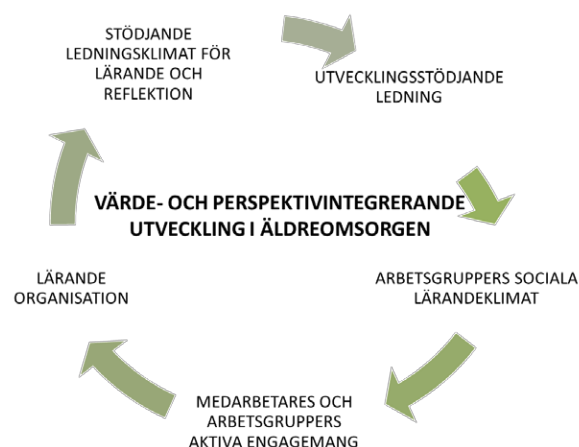 STÖDJANDE
LEDNINGSKLIMAT FÖR
LÄRANDE OCH
REFLEKTION
UTVECKLINGSSTÖDJANDE
LEDNING
VÄRDE- OCH PERSPEKTIVINTEGRERANDE
UTVECKLING I ÄLDREOMSORGEN
ARBETSGRUPPERS SOCIALA
LÄRANDEKLIMAT
MEDARBETARES OCH
ARBETSGRUPPERS
AKTIVA ENGAGEMANG
LÄRANDE
ORGANISATION